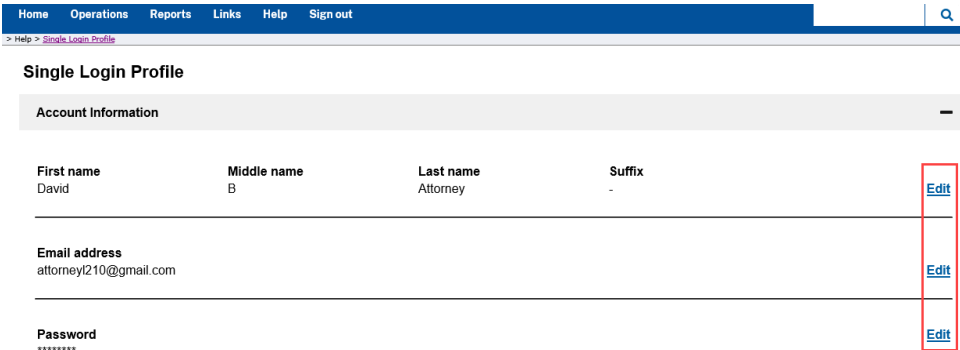 Home Operations Reports Links Help Sign out
> Help > Single Login Profile
Single Login Profile
Account Information
First name Middle name Last name Suffix
David B Attorney - Edit
Email address
attorneyl210@gmail.com Edit
Password Edit
********